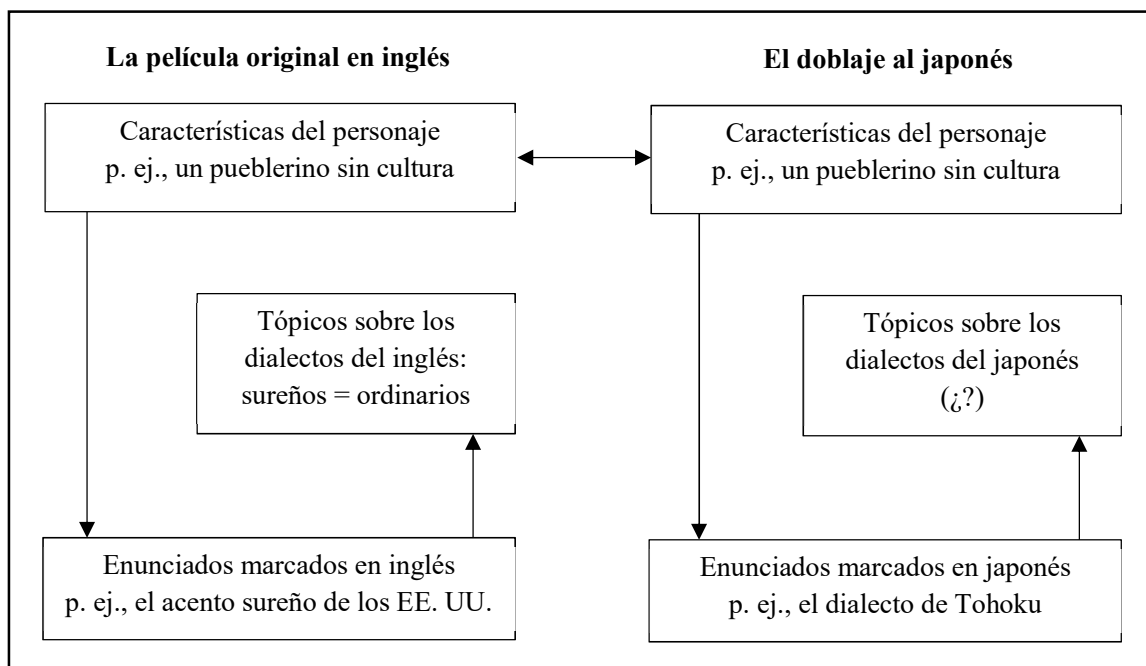 La película original en inglés
El doblaje al japonés
Características del personaje
p. ej., un pueblerino sin cultura
Características del personaje
p. ej., un pueblerino sin cultura
Tópicos sobre los
dialectos del inglés:
sureños = ordinarios
Tópicos sobre los
dialectos del japonés
(¿?)
Enunciados marcados en inglés
p. ej., el acento sureño de los EE. UU.
Enunciados marcados en japonés
p. ej., el dialecto de Tohoku